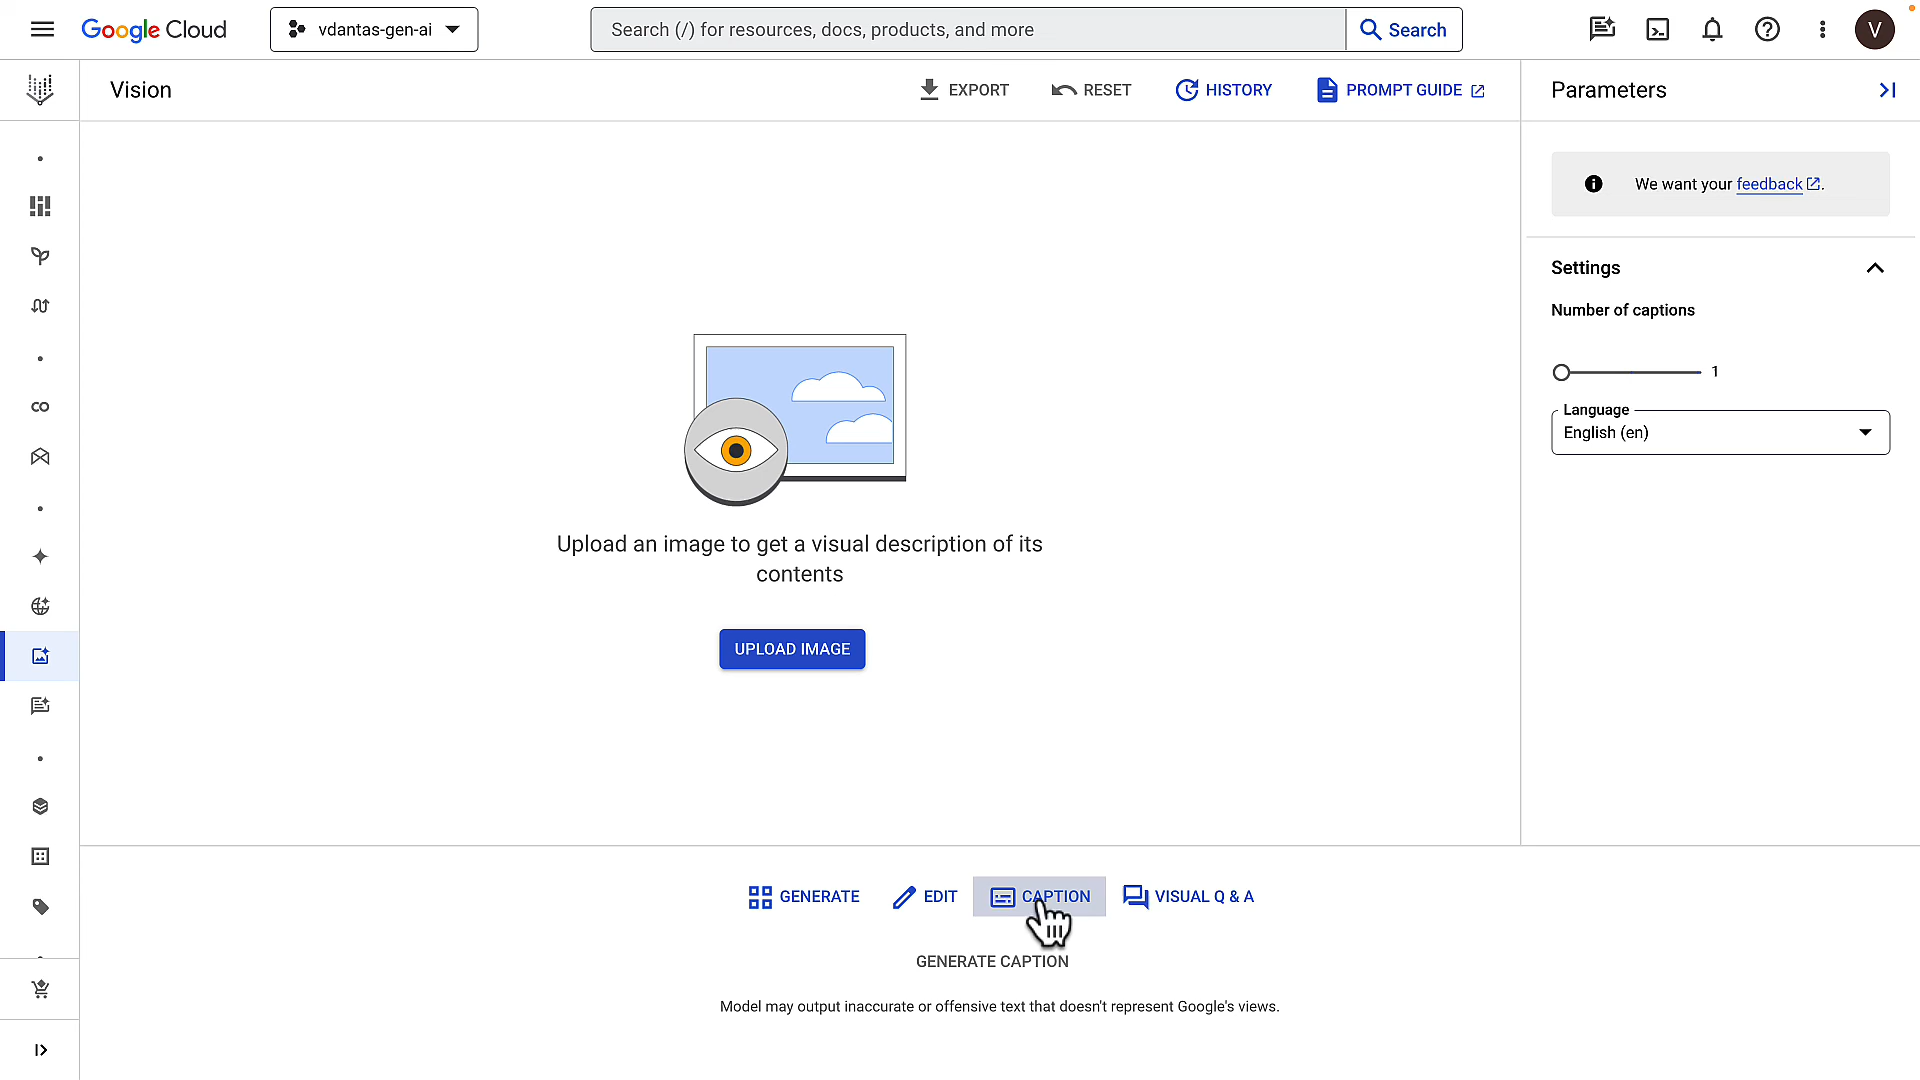 Google Cloud
vdantas-gen-ai
Search (/) for resources, docs, products, and more
Search
V
Vision
EXPORT
RESET
HISTORY
PROMPT GUIDE
Parameters
We want your feedback.
Settings
Number of captions
1
Language
English (en)
Upload an image to get a visual description of its
contents
UPLOAD IMAGE
GENERATE
EDIT
CAPTION
VISUAL Q & A
GENERATE CAPTION
Model may output inaccurate or offensive text that doesn't represent Google's views.